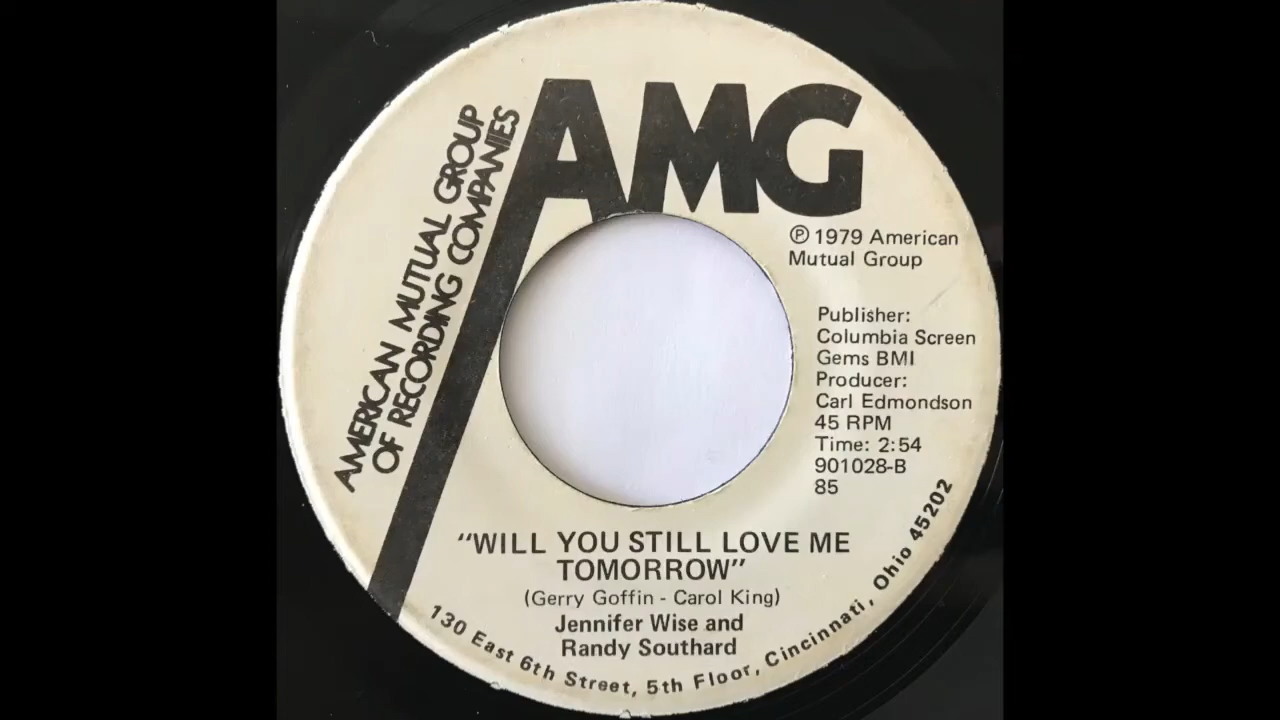 AMG
AMERICAN MUTUAL GROUP
OF RECORDING COMPANIES
℗ 1979 American
Mutual Group
Publisher:
Columbia Screen
Gems BMI
Producer:
Carl Edmondson
45 RPM
Time: 2:54
901028-B
85
"WILL YOU STILL LOVE ME
TOMORROW"
(Gerry Goffin - Carol King)
Jennifer Wise and
Randy Southard
130 East 6th Street, 5th Floor, Cincinnati, Ohio 45202